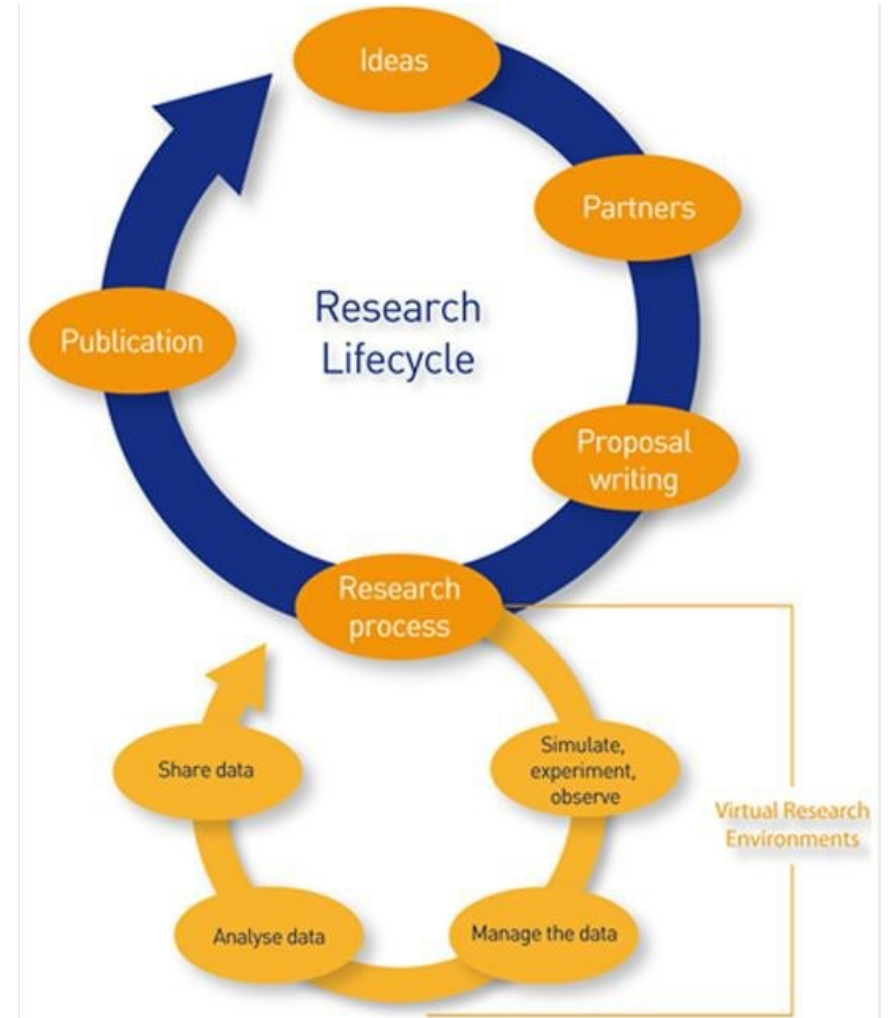 Ideas
Partners
Research
Lifecycle
Publication
Proposal
writing
Research
process
Simulate,
experiment,
observe
Share data
Virtual Research
Environments
Manage the data
Analyse data